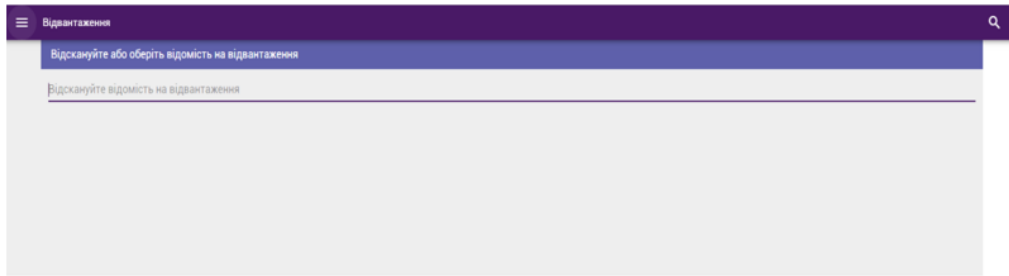 Відвантаження
Відскануйте або оберіть відомість на відвантаження
Відскануйте відомість на відвантаження